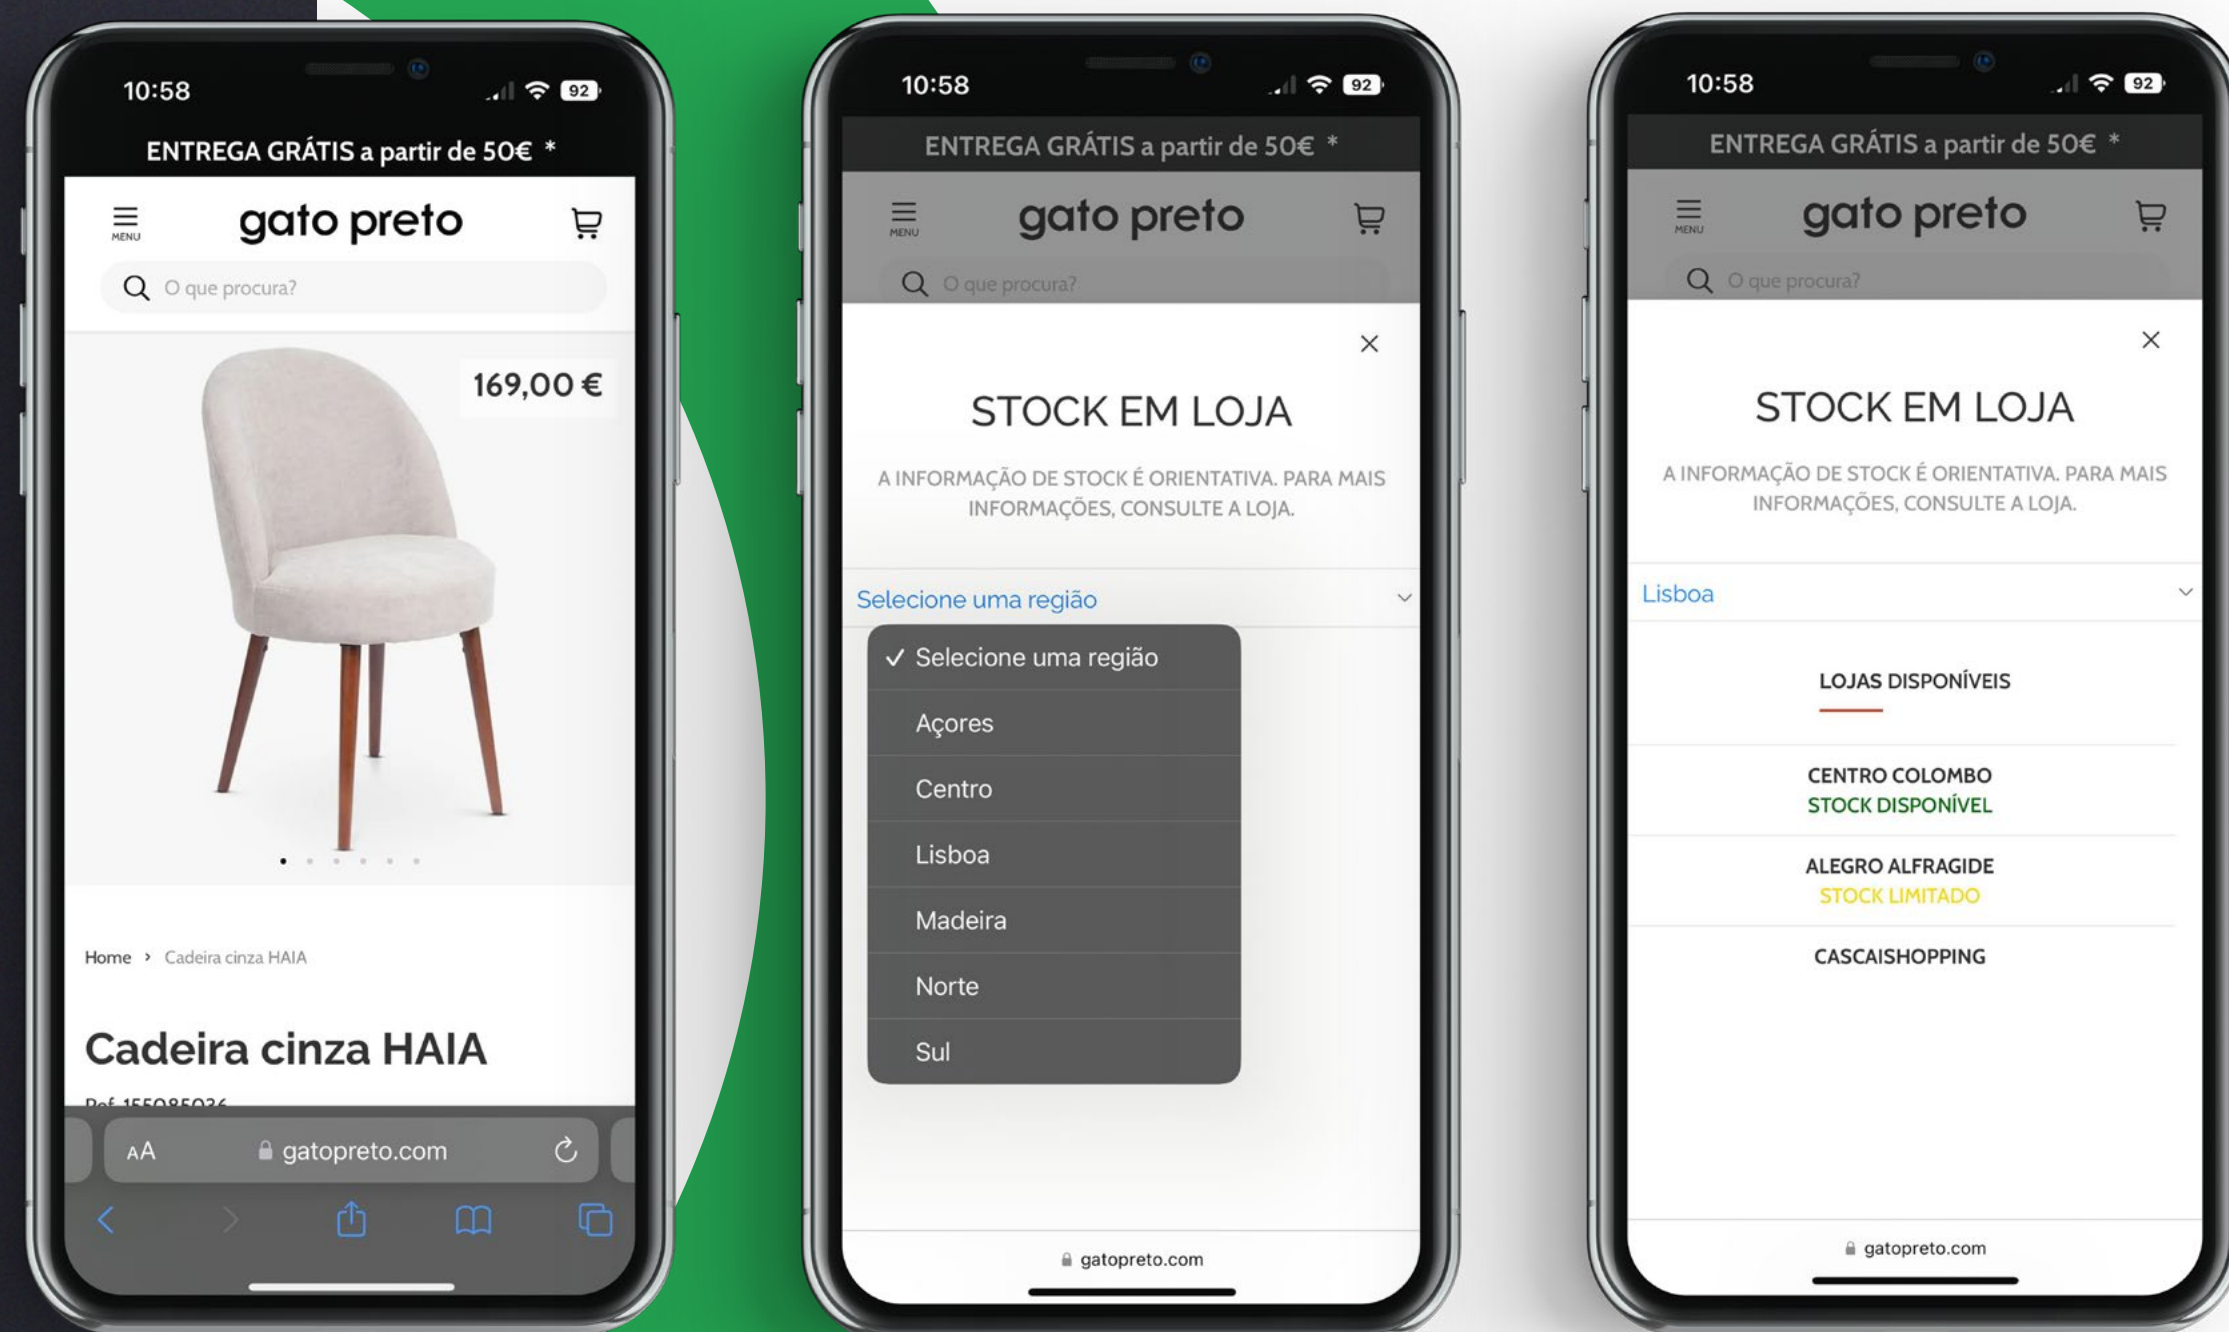 10:58
92
ENTREGA GRÁTIS a partir de 50€ *
MENU
gato preto
O que procura?
169,00 €
Home › Cadeira cinza HAIA
Cadeira cinza HAIA
Ref. 155085036
AA
gatopreto.com
10:58
92
ENTREGA GRÁTIS a partir de 50€ *
MENU
gato preto
O que procura?
STOCK EM LOJA
A INFORMAÇÃO DE STOCK É ORIENTATIVA. PARA MAIS
INFORMAÇÕES, CONSULTE A LOJA.
Selecione uma região
✓ Selecione uma região
Açores
Centro
Lisboa
Madeira
Norte
Sul
gatopreto.com
10:58
92
ENTREGA GRÁTIS a partir de 50€ *
MENU
gato preto
O que procura?
STOCK EM LOJA
A INFORMAÇÃO DE STOCK É ORIENTATIVA. PARA MAIS
INFORMAÇÕES, CONSULTE A LOJA.
Lisboa
LOJAS DISPONÍVEIS
CENTRO COLOMBO
STOCK DISPONÍVEL
ALEGRO ALFRAGIDE
STOCK LIMITADO
CASCAISHOPPING
gatopreto.com